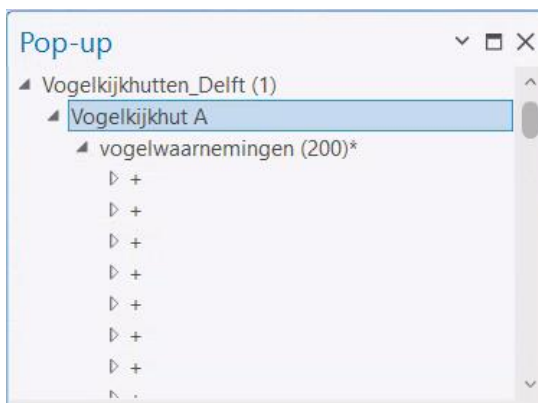 Pop-up
Vogelkijkhutten_Delft (1)
Vogelkijkhut A
vogelwaarnemingen (200)*
+
+
+
+
+
+
+